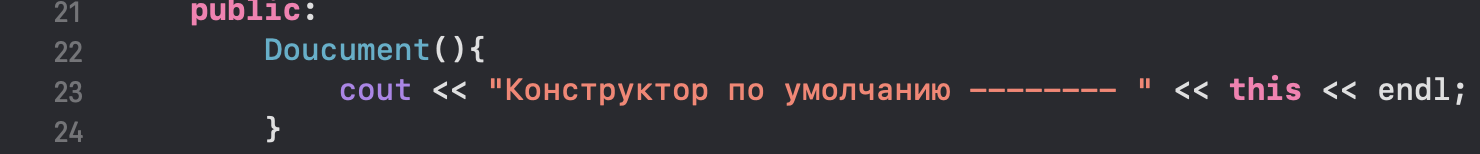 21 public:
22 Doucument(){
23 cout << "Конструктор по умолчанию –––––––– " << this << endl;
24 }